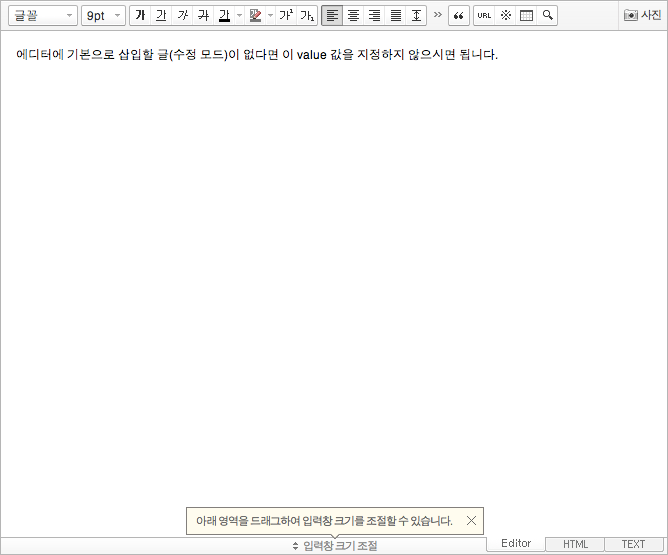 글꼴 9pt 가 가 가 가 가 가¹ 가₁ URL ※ 사진
에디터에 기본으로 삽입할 글(수정 모드)이 없다면 이 value 값을 지정하지 않으시면 됩니다.
아래 영역을 드래그하여 입력창 크기를 조절할 수 있습니다.
입력창 크기 조절 Editor HTML TEXT